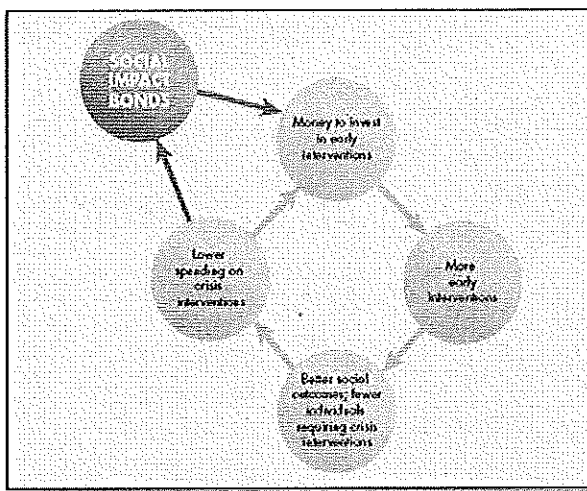 SOCIAL
IMPACT
BONDS
Money to invest
in early
interventions
More
early
interventions
Better social
outcomes; fewer
individuals
requiring crisis
interventions
Lower
spending on
crisis
interventions